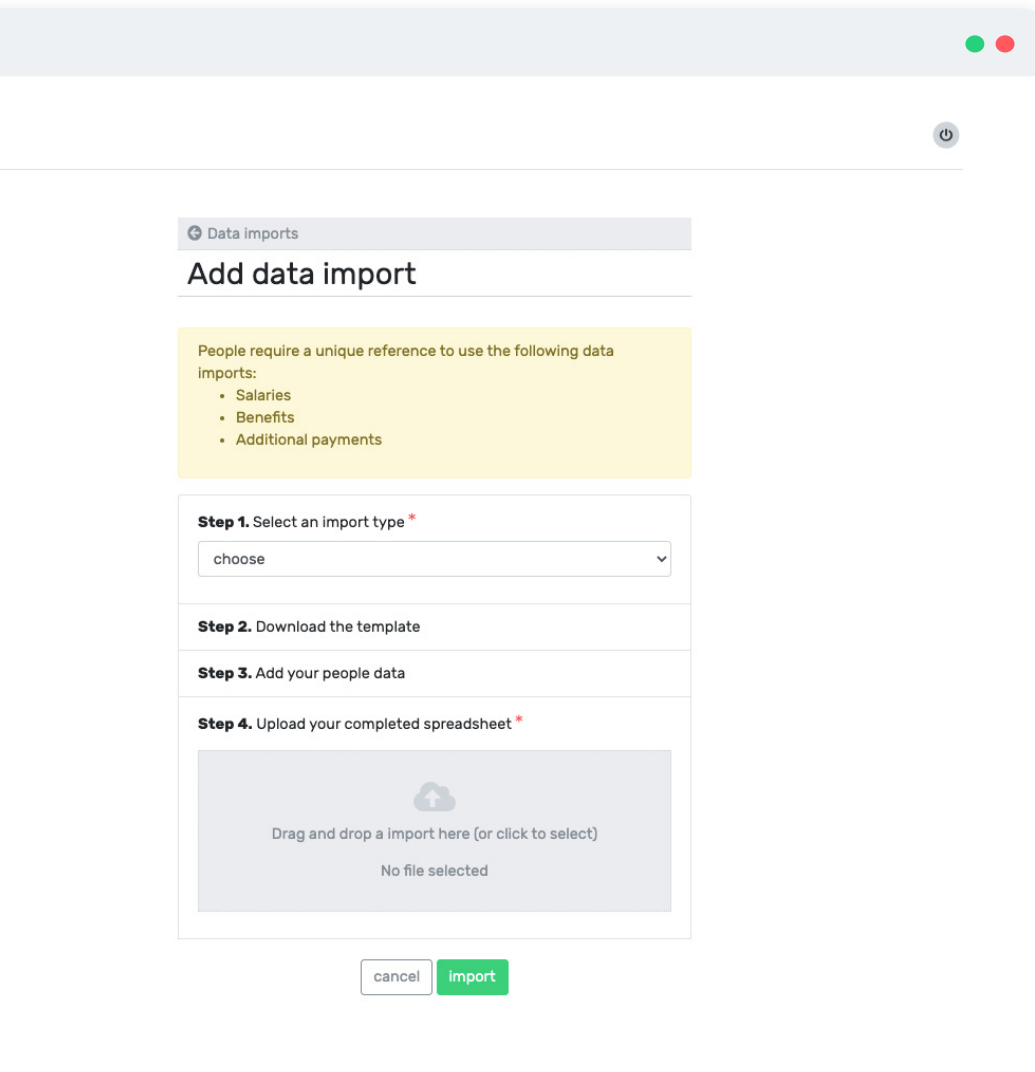 Data imports
Add data import
People require a unique reference to use the following data
imports:
• Salaries
• Benefits
• Additional payments
Step 1. Select an import type *
choose
Step 2. Download the template
Step 3. Add your people data
Step 4. Upload your completed spreadsheet *
Drag and drop a import here (or click to select)
No file selected
cancel import